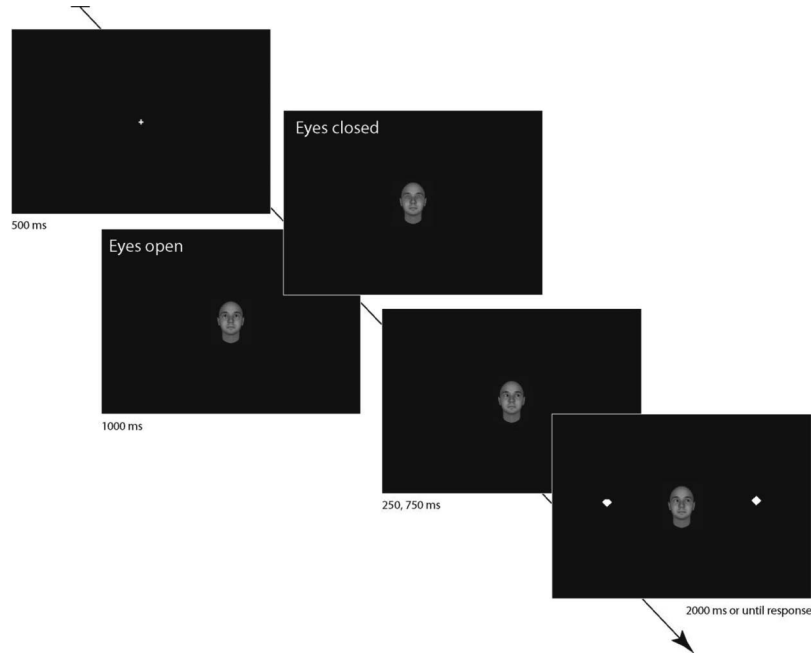 500 ms
Eyes closed
Eyes open
1000 ms
250, 750 ms
2000 ms or until response